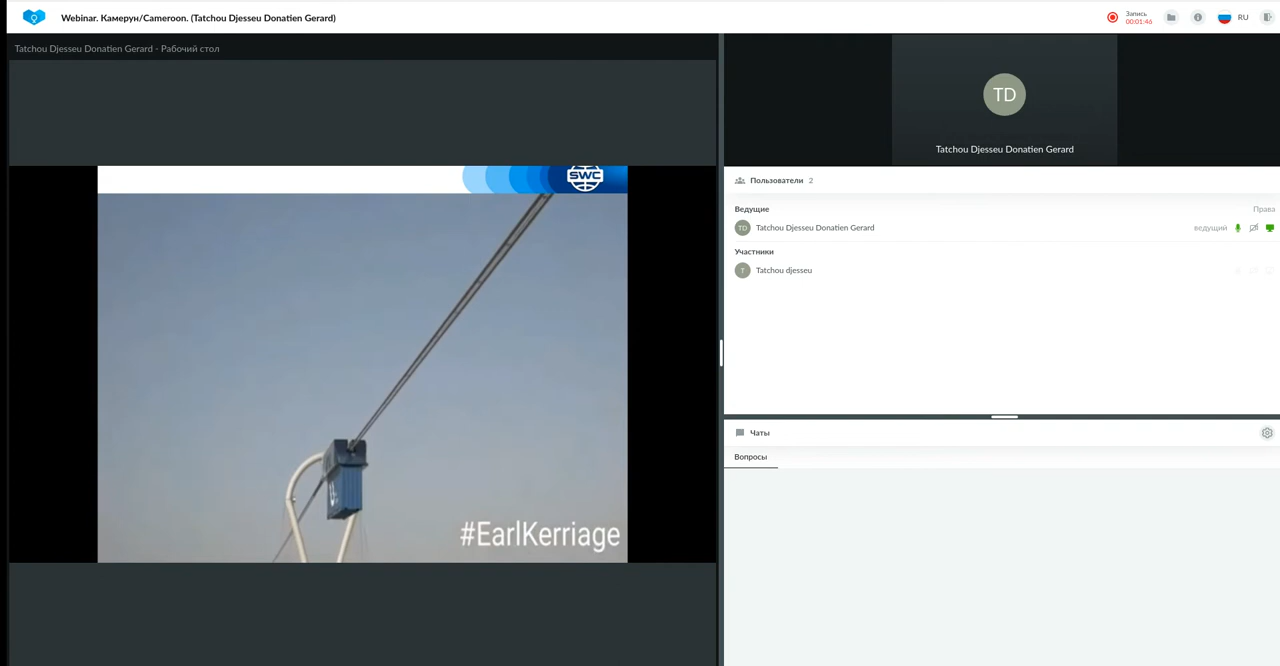 Webinar. Камерун/Cameroon. (Tatchou Djesseu Donatien Gerard)
Запись
00:01:46
RU
Tatchou Djesseu Donatien Gerard - Рабочий стол
TD
Tatchou Djesseu Donatien Gerard
Пользователи 2
Ведущие Права
TD Tatchou Djesseu Donatien Gerard ведущий
Участники
T Tatchou djesseu
Чаты
Вопросы
SWC
#EarlKerriage